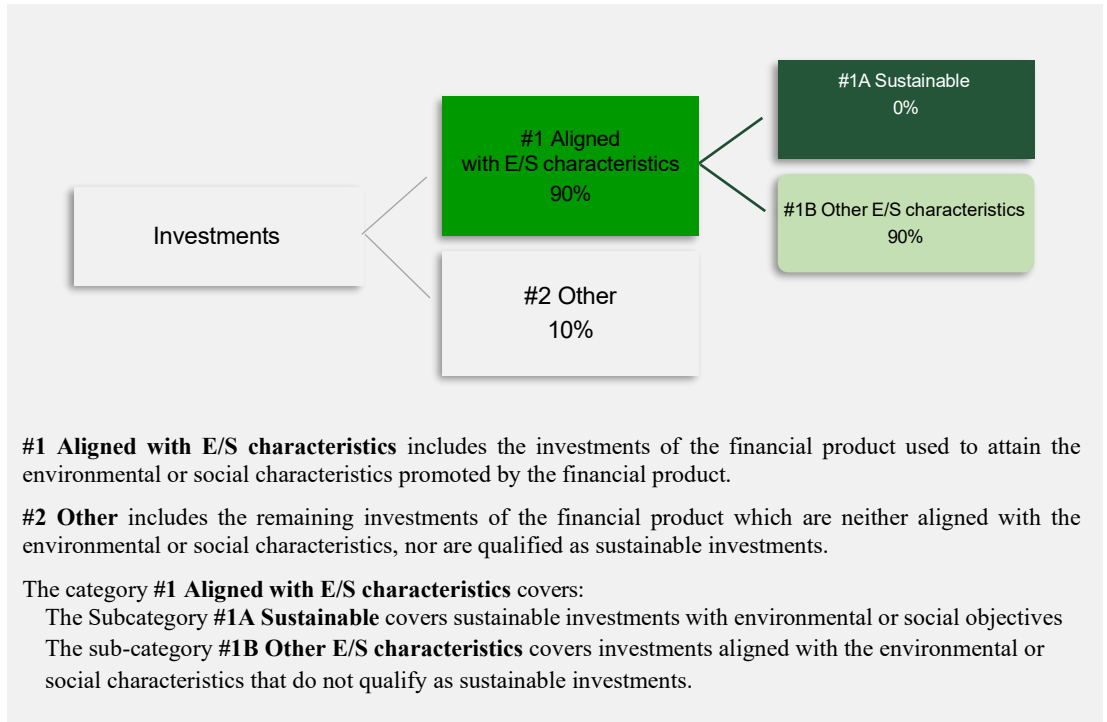 #1A Sustainable
0%
#1 Aligned
with E/S characteristics
90%
#1B Other E/S characteristics
90%
Investments
#2 Other
10%
#1 Aligned with E/S characteristics includes the investments of the financial product used to attain the
environmental or social characteristics promoted by the financial product.
#2 Other includes the remaining investments of the financial product which are neither aligned with the
environmental or social characteristics, nor are qualified as sustainable investments.
The category #1 Aligned with E/S characteristics covers:
The Subcategory #1A Sustainable covers sustainable investments with environmental or social objectives
The sub-category #1B Other E/S characteristics covers investments aligned with the environmental or
social characteristics that do not qualify as sustainable investments.